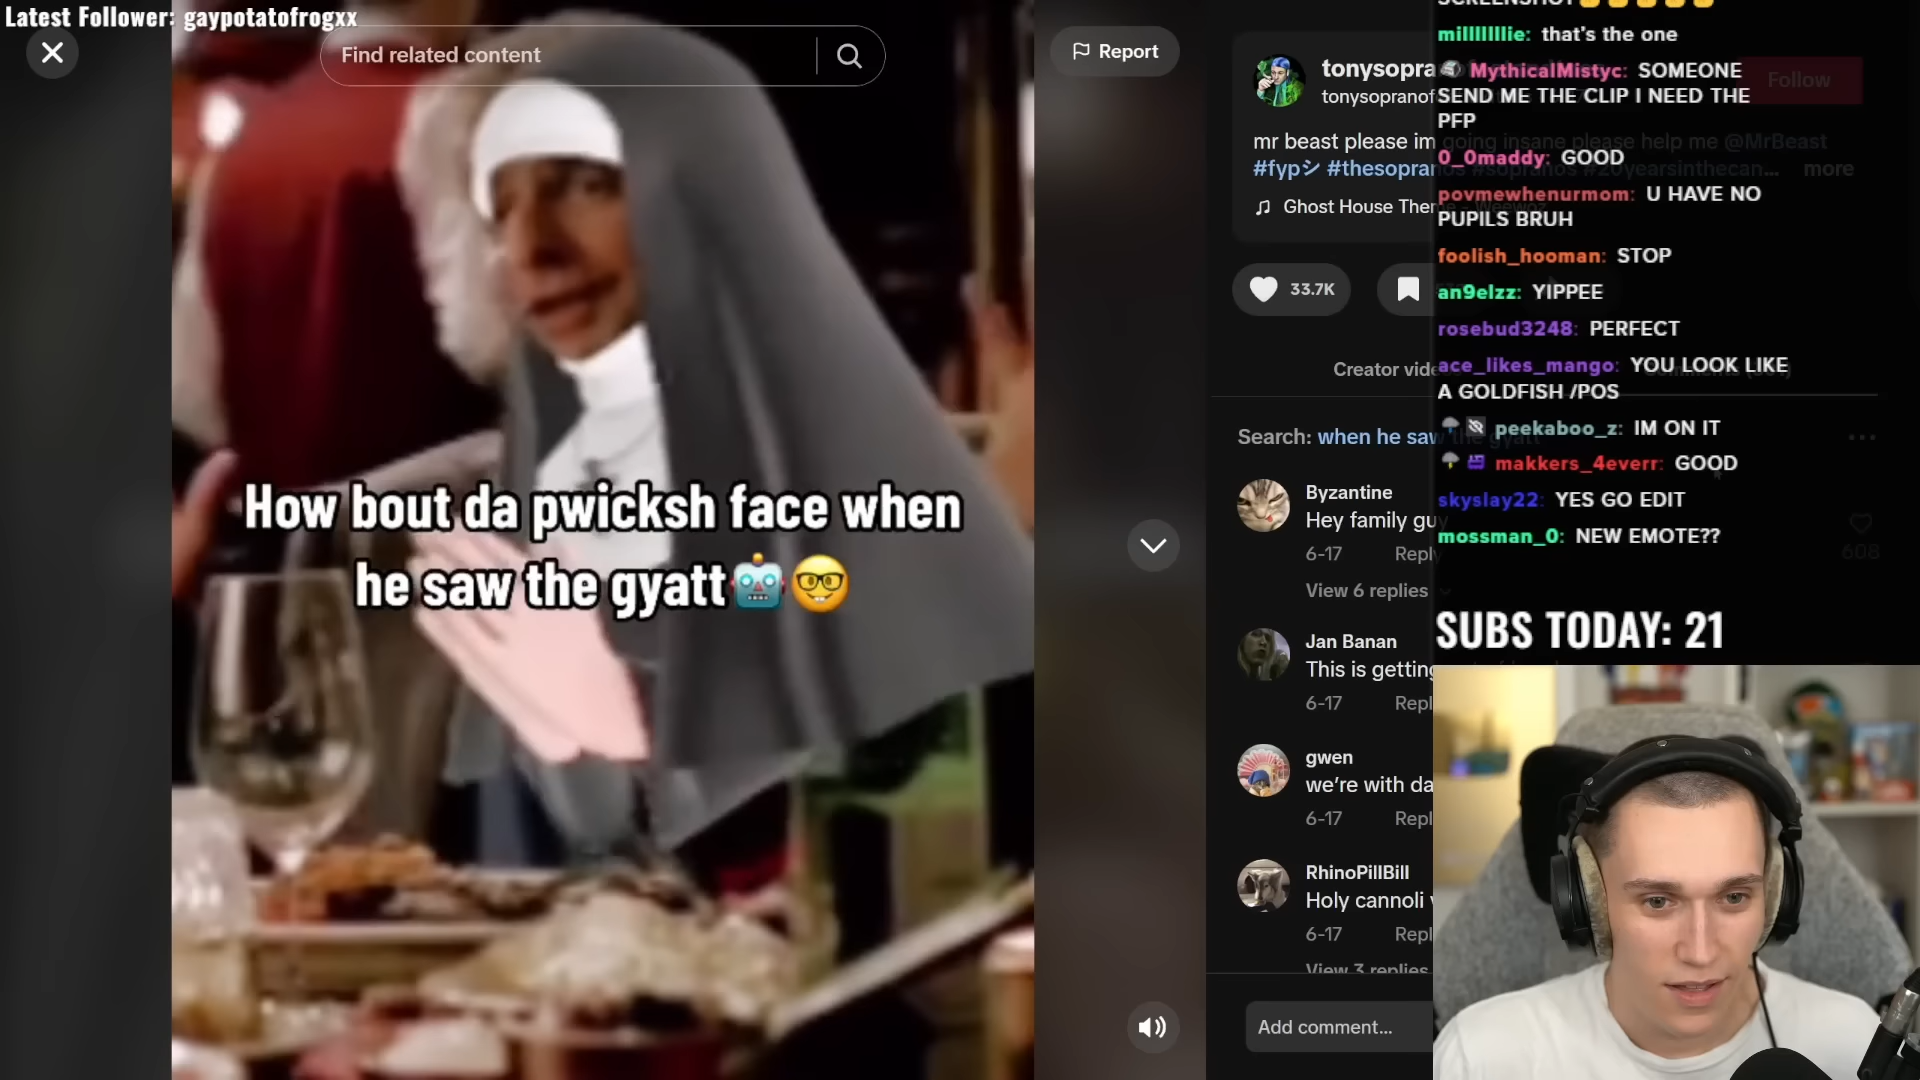 Latest Follower: gaypotatofrogxx
Find related content
Report
How bout da pwicksh face when
he saw the gyatt🤖🤓
tonysopra
Follow
tonysopranof
mr beast please im going insane please help me @MrBeast
#fypシ #thesopranos #sopranos #20yearsinthecan... more
Ghost House Theme -
33.7K
Creator vide
Search: when he saw the gyatt
Byzantine
Hey family guy
6-17 Reply
View 6 replies
608
Jan Banan
This is getting
6-17 Repl
gwen
we're with da
6-17 Repl
RhinoPillBill
Holy cannoli
6-17 Repl
View 3 replies
Add comment...
SCREENSHOT
millllllllie: that's the one
MythicalMistyc: SOMEONE
SEND ME THE CLIP I NEED THE
PFP
0_0maddy: GOOD
povmewhenurmom: U HAVE NO
PUPILS BRUH
foolish_hooman: STOP
an9elzz: YIPPEE
rosebud3248: PERFECT
ace_likes_mango: YOU LOOK LIKE
A GOLDFISH /POS
peekaboo_z: IM ON IT
makkers_4everr: GOOD
skyslay22: YES GO EDIT
mossman_0: NEW EMOTE??
SUBS TODAY: 21